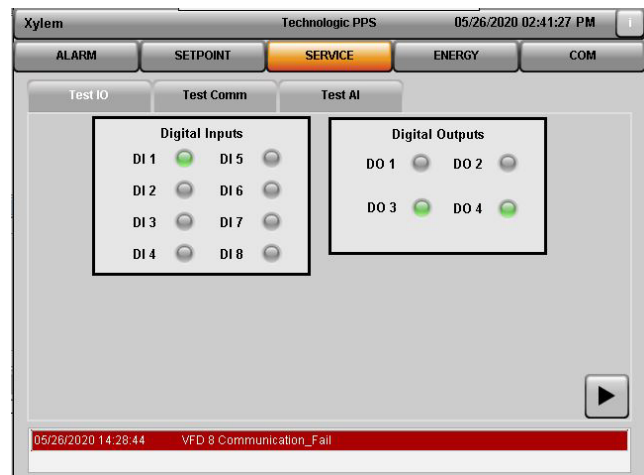 Xylem Technologic PPS 05/26/2020 02:41:27 PM i
ALARM SETPOINT SERVICE ENERGY COM
Test IO Test Comm Test AI
Digital Inputs
DI 1 DI 5
DI 2 DI 6
DI 3 DI 7
DI 4 DI 8
Digital Outputs
DO 1 DO 2
DO 3 DO 4
05/26/2020 14:28:44 VFD 8 Communication_Fail